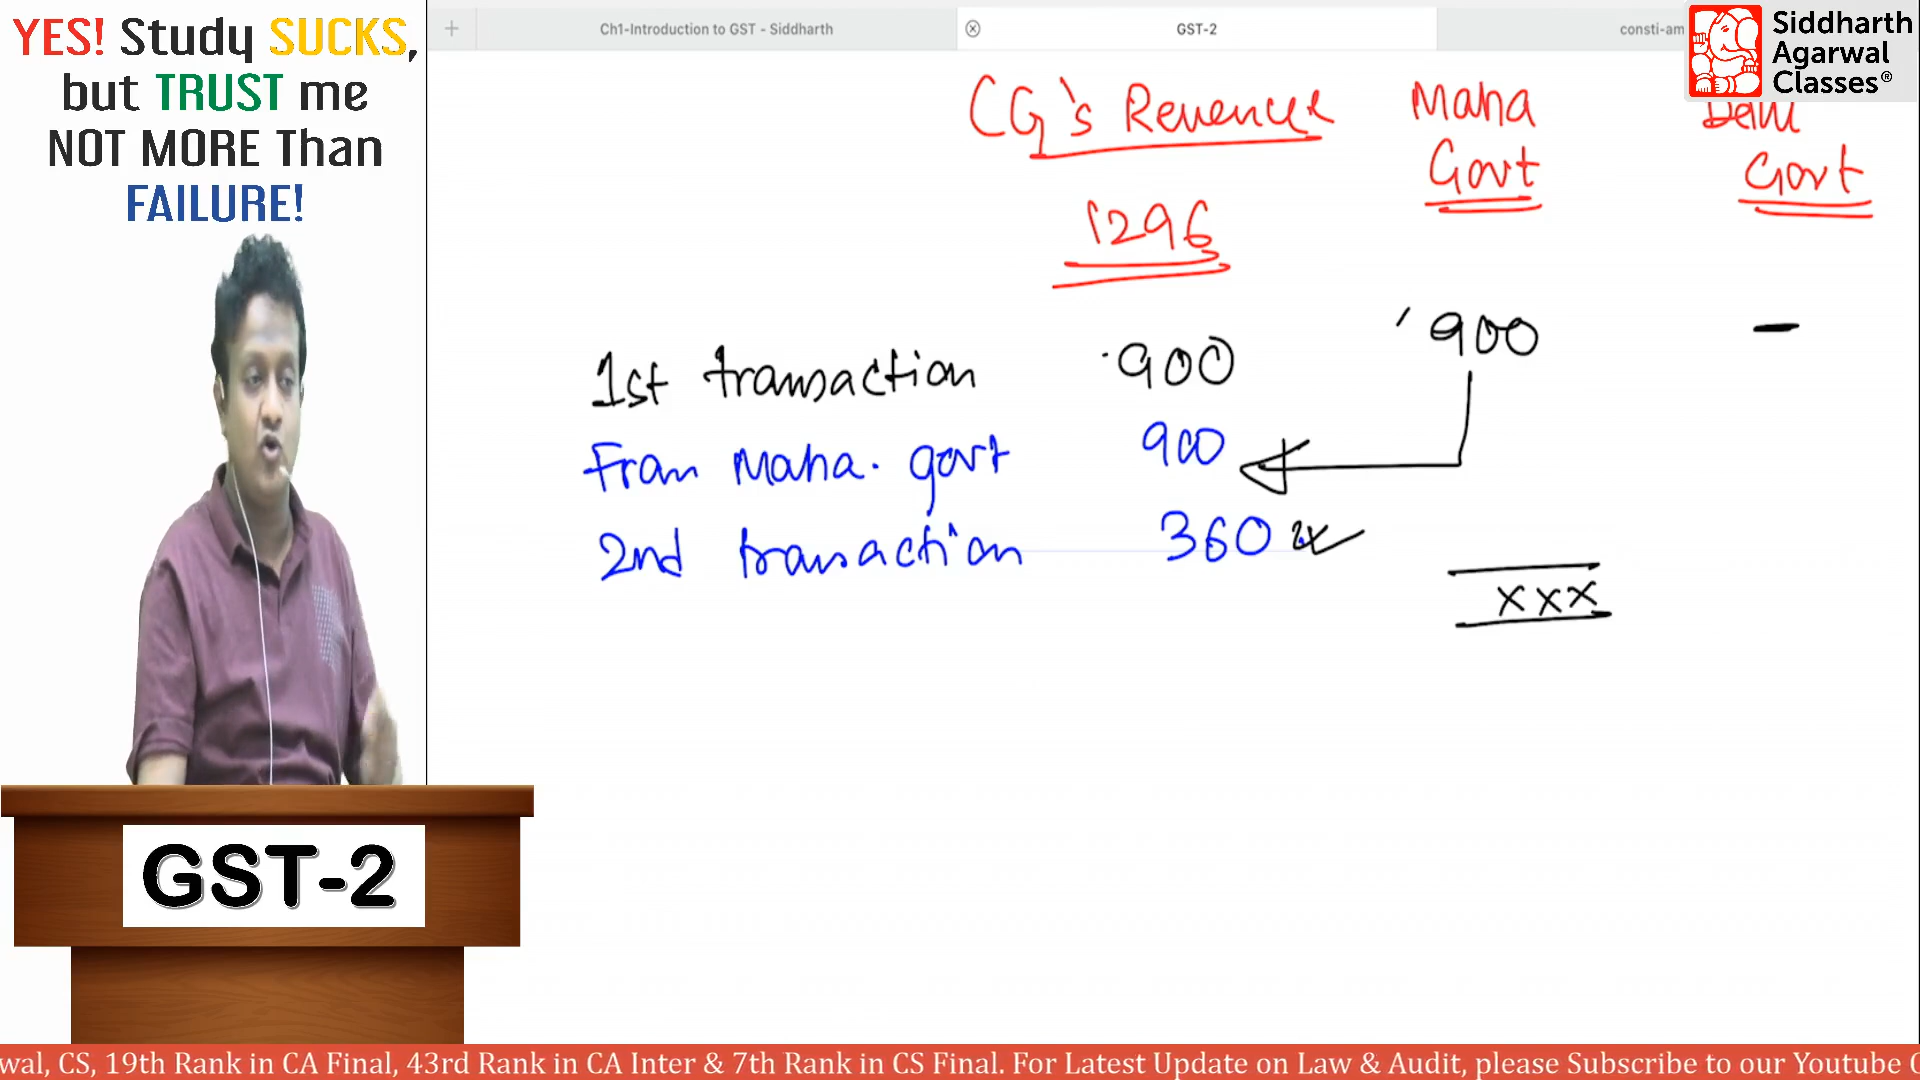 YES! Study SUCKS,
but TRUST me
NOT MORE Than
FAILURE!
Ch1-Introduction to GST - Siddharth
GST-2
consti-am
Siddharth
Agarwal
Classes®
CG's Revenue
Maha
Govt
Delhi
Govt
1296
1st transaction 900 900 -
From Maha. govt 900
2nd transaction 360
xxx
GST-2
wal, CS, 19th Rank in CA Final, 43rd Rank in CA Inter & 7th Rank in CS Final. For Latest Update on Law & Audit, please Subscribe to our Youtube C